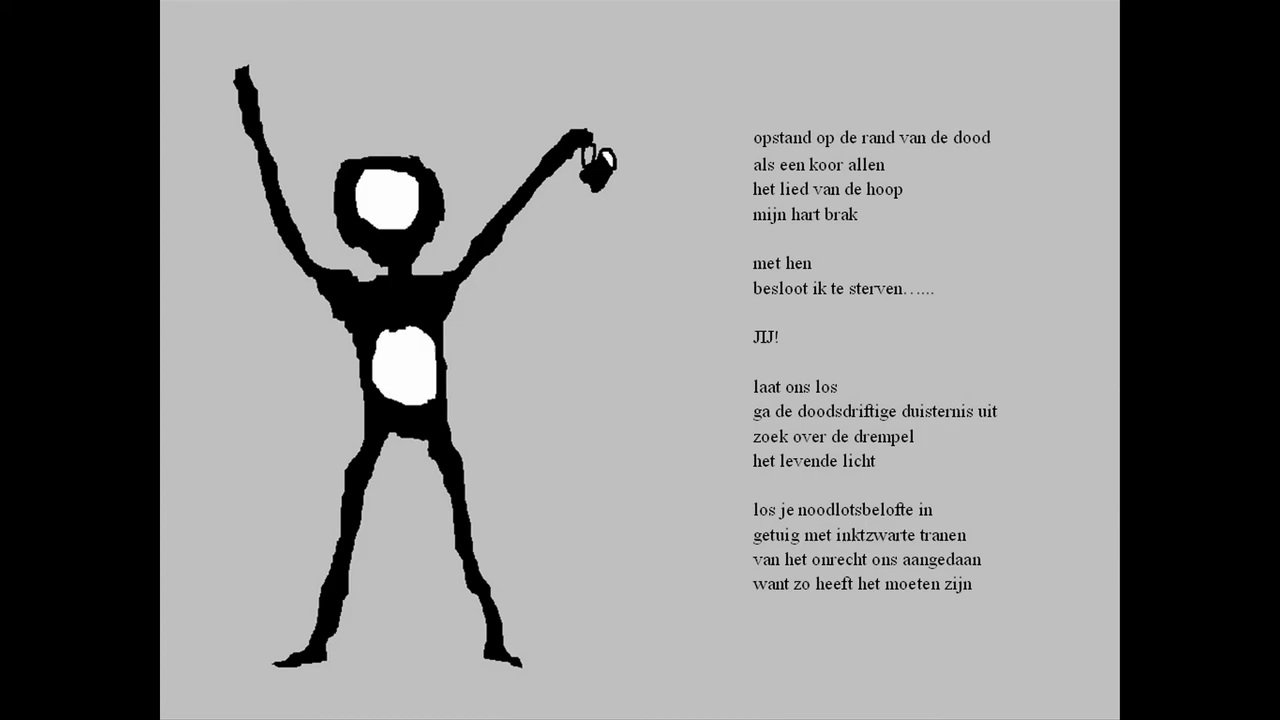 opstand op de rand van de dood
als een koor allen
het lied van de hoop
mijn hart brak
met hen
besloot ik te sterven…...
JIJ!
laat ons los
ga de doodsdriftige duisternis uit
zoek over de drempel
het levende licht
los je noodlotsbelofte in
getuig met inktzwarte tranen
van het onrecht ons aangedaan
want zo heeft het moeten zijn